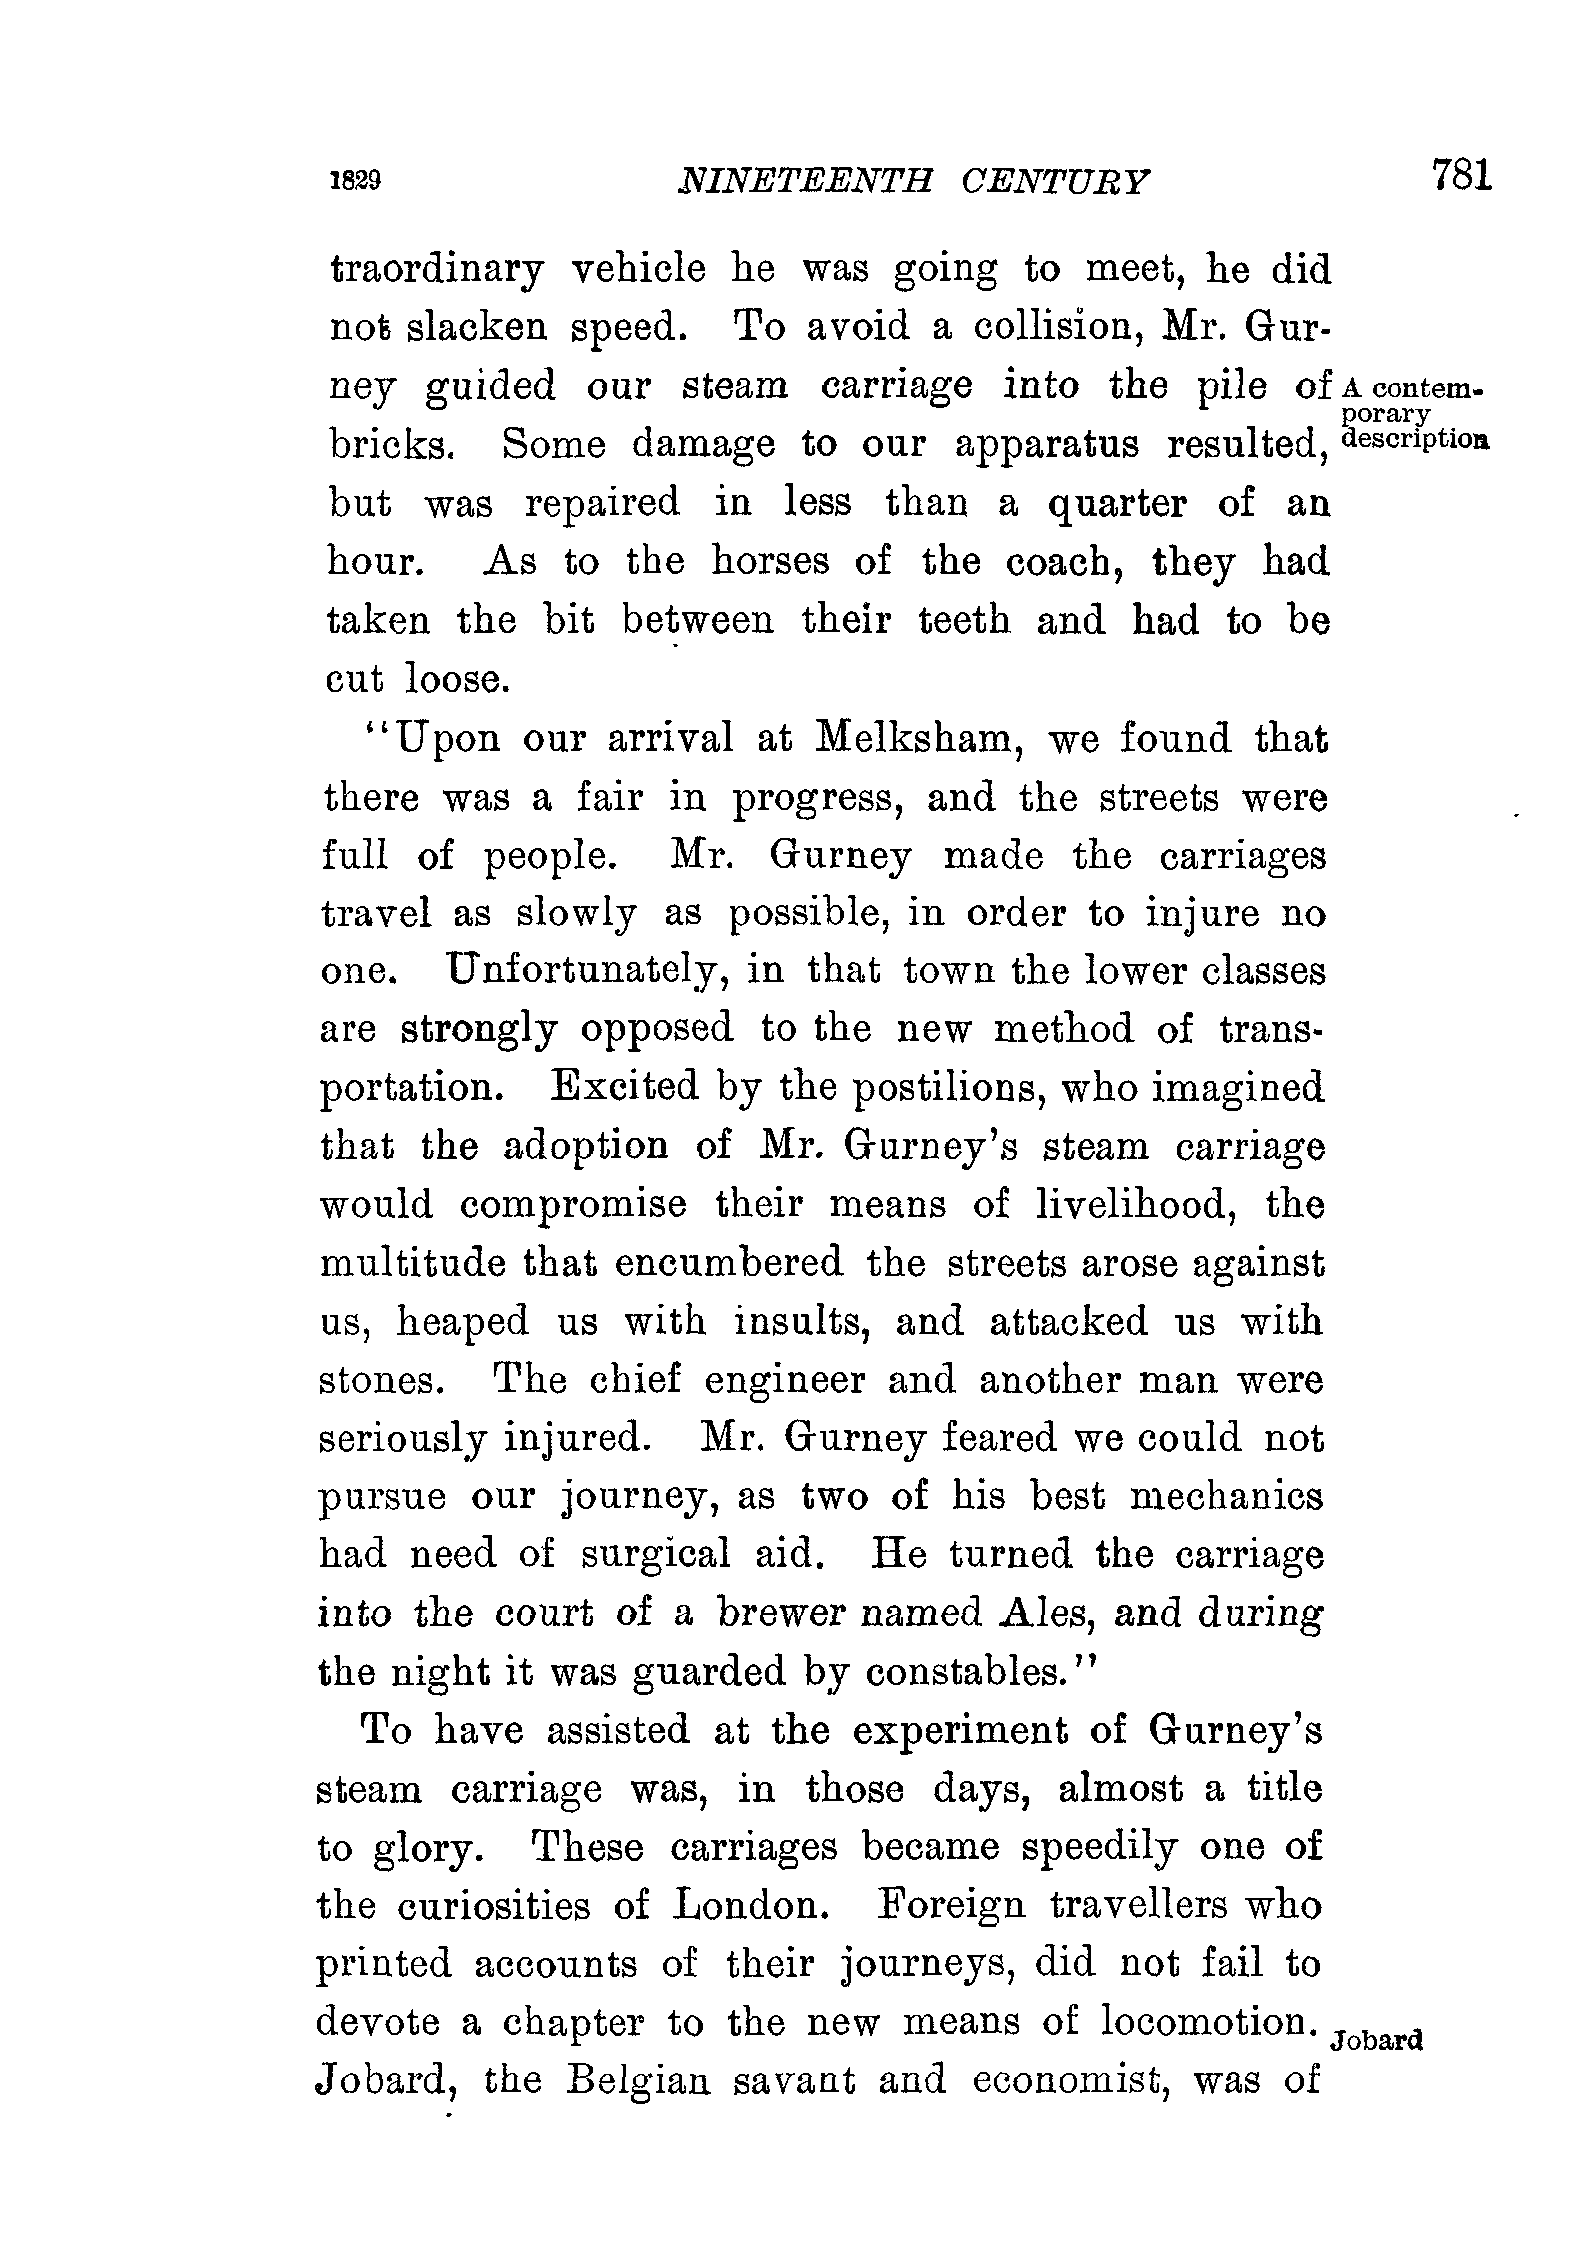 1829 NINETEENTH CENTURY 781
traordinary vehicle he was going to meet, he did
not slacken speed. To avoid a collision, Mr. Gur-
ney guided our steam carriage into the pile of
A contem-
porary
description
bricks. Some damage to our apparatus resulted,
but was repaired in less than a quarter of an
hour. As to the horses of the coach, they had
taken the bit between their teeth and had to be
cut loose.
"Upon our arrival at Melksham, we found that
there was a fair in progress, and the streets were
full of people. Mr. Gurney made the carriages
travel as slowly as possible, in order to injure no
one. Unfortunately, in that town the lower classes
are strongly opposed to the new method of trans-
portation. Excited by the postilions, who imagined
that the adoption of Mr. Gurney's steam carriage
would compromise their means of livelihood, the
multitude that encumbered the streets arose against
us, heaped us with insults, and attacked us with
stones. The chief engineer and another man were
seriously injured. Mr. Gurney feared we could not
pursue our journey, as two of his best mechanics
had need of surgical aid. He turned the carriage
into the court of a brewer named Ales, and during
the night it was guarded by constables."
To have assisted at the experiment of Gurney's
steam carriage was, in those days, almost a title
to glory. These carriages became speedily one of
the curiosities of London. Foreign travellers who
printed accounts of their journeys, did not fail to
devote a chapter to the new means of locomotion.
Jobard
Jobard, the Belgian savant and economist, was of